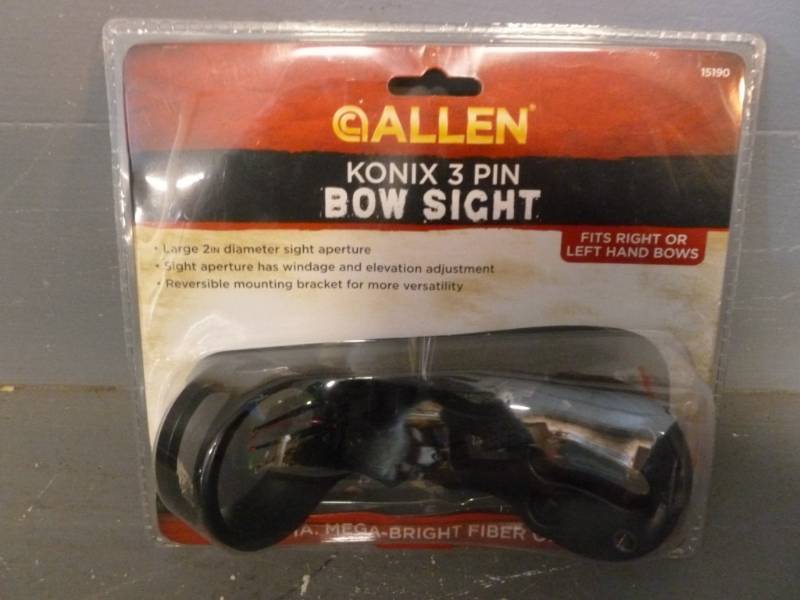 15190
ALLEN®
KONIX 3 PIN
BOW SIGHT
FITS RIGHT OR
LEFT HAND BOWS
• Large 2IN diameter sight aperture
• Sight aperture has windage and elevation adjustment
• Reversible mounting bracket for more versatility
MEGA-BRIGHT FIBER